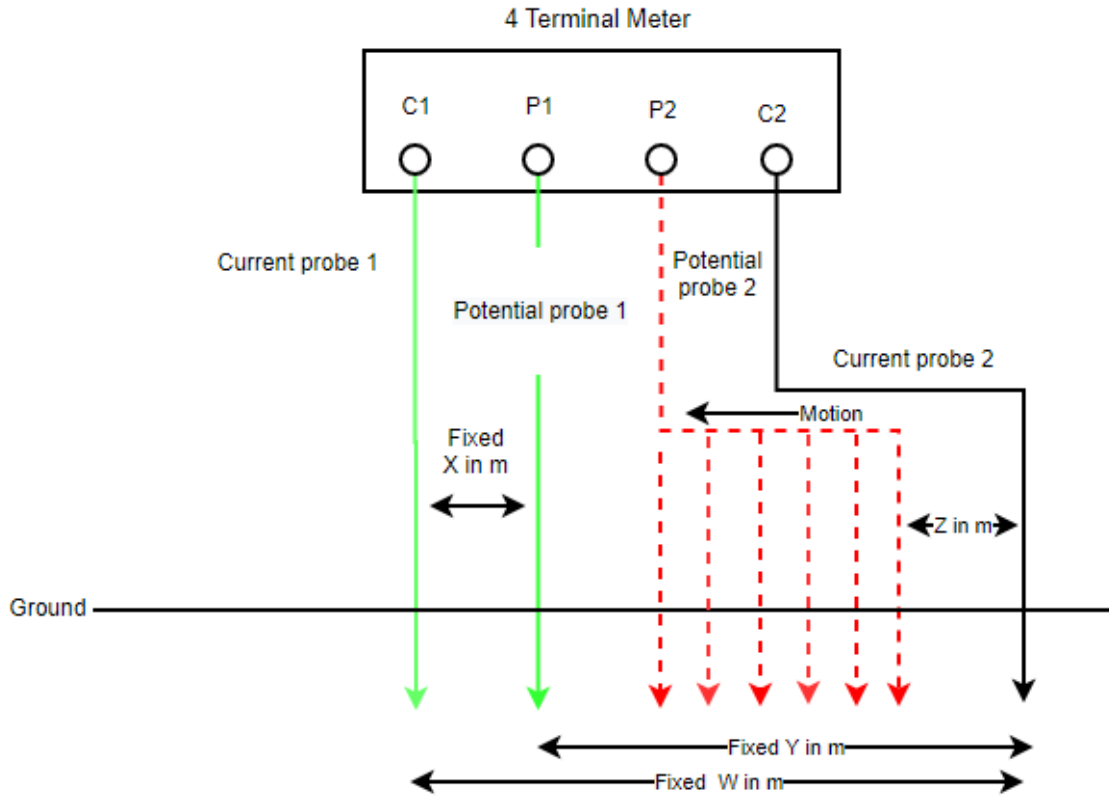 4 Terminal Meter
C1
P1
P2
C2
Current probe 1
Potential
probe 2
Potential probe 1
Current probe 2
Motion
Fixed
X in m
Z in m
Ground
Fixed Y in m
Fixed W in m